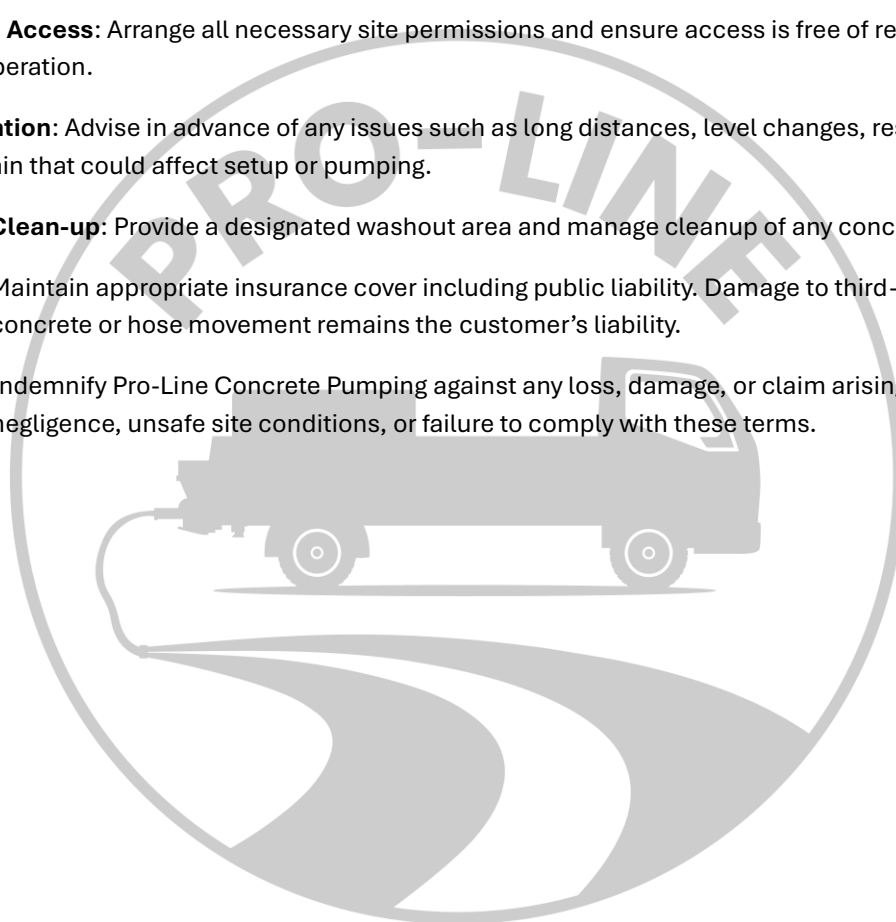 Access: Arrange all necessary site permissions and ensure access is free of re
peration.
tion: Advise in advance of any issues such as long distances, level changes, re
in that could affect setup or pumping.
Clean-up: Provide a designated washout area and manage cleanup of any conc
Maintain appropriate insurance cover including public liability. Damage to third-
concrete or hose movement remains the customer’s liability.
ndemnify Pro-Line Concrete Pumping against any loss, damage, or claim arisin
negligence, unsafe site conditions, or failure to comply with these terms.
PRO-LINE